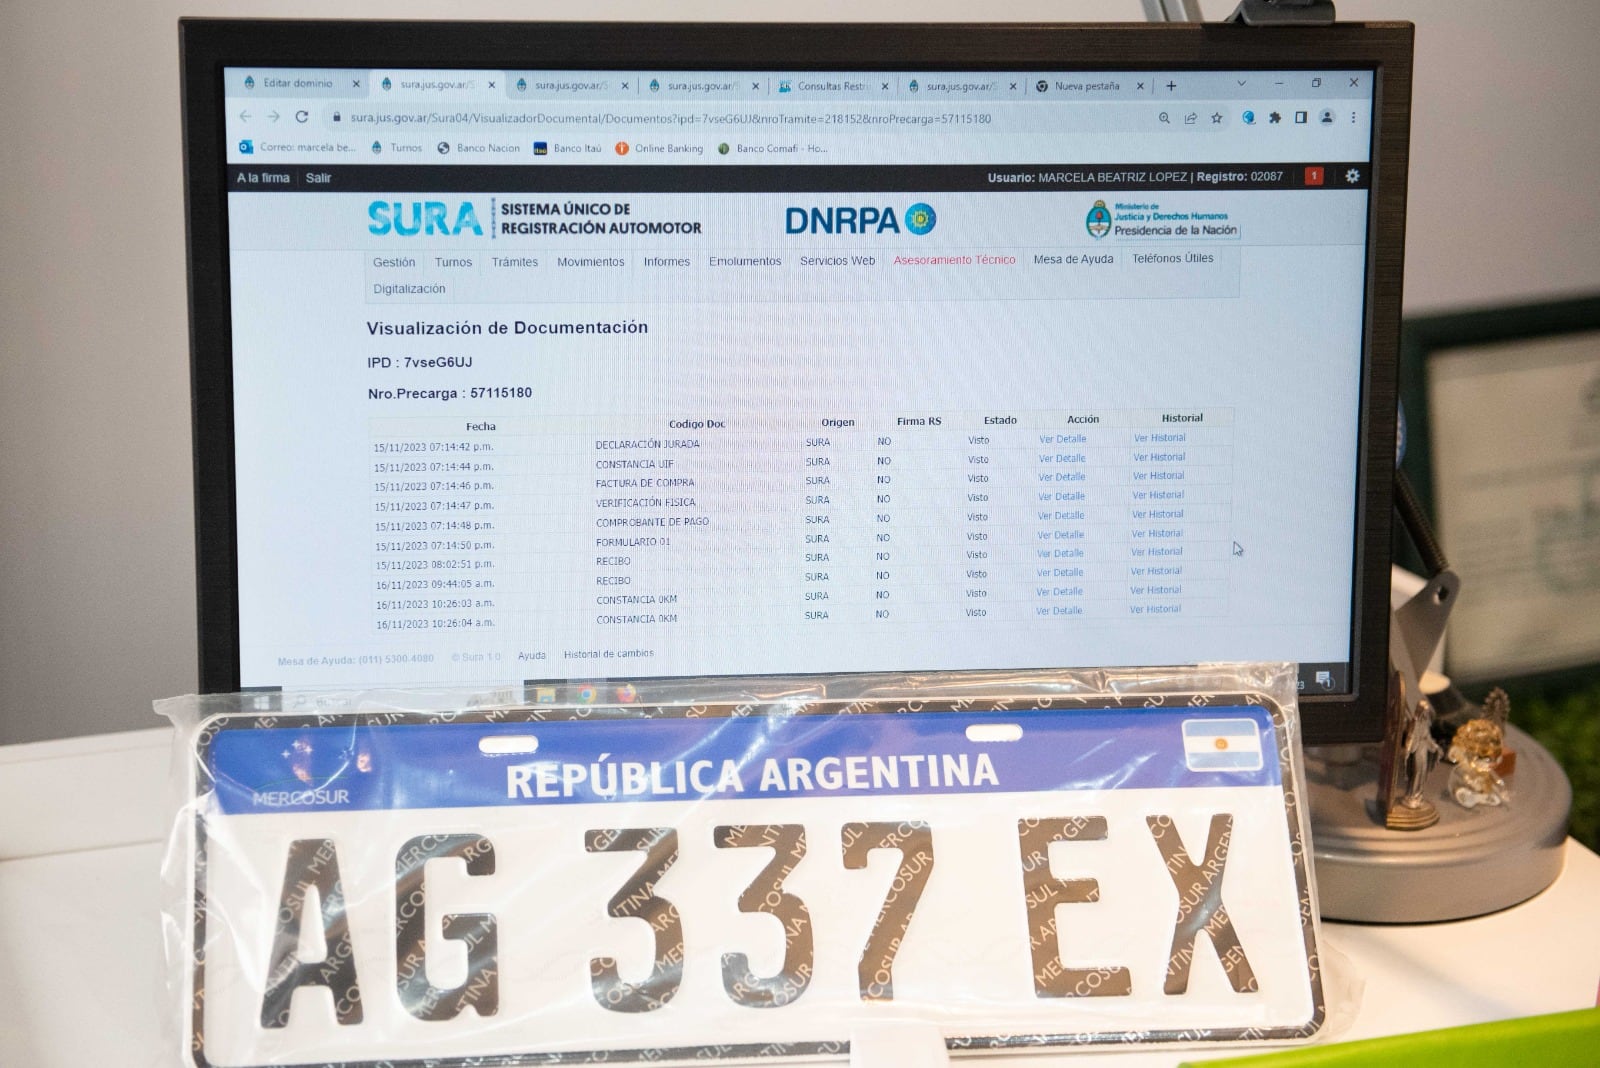 Editar dominio
sura.jus.gov.ar/S
sura.jus.gov.ar/S
sura.jus.gov.ar/S
Consultas Restri
sura.jus.gov.ar/S
Nueva pestaña
sura.jus.gov.ar/Sura04/VisualizadorDocumental/Documentos?ipd=7vseG6UJ&nroTramite=218152&nroPrecarga=57115180
Correo: marcela be... Turnos Banco Nacion Banco Itaú Online Banking Banco Comafi - Ho...
A la firma Salir Usuario: MARCELA BEATRIZ LOPEZ | Registro: 02087 1
SURA SISTEMA ÚNICO DE
REGISTRACIÓN AUTOMOTOR
DNRPA
Ministerio de
Justicia y Derechos Humanos
Presidencia de la Nación
Gestión Turnos Trámites Movimientos Informes Emolumentos Servicios Web Asesoramiento Técnico Mesa de Ayuda Teléfonos Útiles
Digitalización
Visualización de Documentación
IPD : 7vseG6UJ
Nro.Precarga : 57115180
Fecha Codigo Doc Origen Firma RS Estado Acción Historial
15/11/2023 07:14:42 p.m. DECLARACIÓN JURADA SURA NO Visto Ver Detalle Ver Historial
15/11/2023 07:14:44 p.m. CONSTANCIA UIF SURA NO Visto Ver Detalle Ver Historial
15/11/2023 07:14:46 p.m. FACTURA DE COMPRA SURA NO Visto Ver Detalle Ver Historial
15/11/2023 07:14:47 p.m. VERIFICACIÓN FISICA SURA NO Visto Ver Detalle Ver Historial
15/11/2023 07:14:48 p.m. COMPROBANTE DE PAGO SURA NO Visto Ver Detalle Ver Historial
15/11/2023 07:14:50 p.m. FORMULARIO 01 SURA NO Visto Ver Detalle Ver Historial
15/11/2023 08:02:51 p.m. RECIBO SURA NO Visto Ver Detalle Ver Historial
16/11/2023 09:44:05 a.m. RECIBO SURA NO Visto Ver Detalle Ver Historial
16/11/2023 10:26:03 a.m. CONSTANCIA 0KM SURA NO Visto Ver Detalle Ver Historial
16/11/2023 10:26:04 a.m. CONSTANCIA 0KM SURA NO Visto Ver Detalle Ver Historial
Mesa de Ayuda: (011) 5300.4080 © Sura 1.0 Ayuda Historial de cambios
MERCOSUR
REPÚBLICA ARGENTINA
AG 337 EX